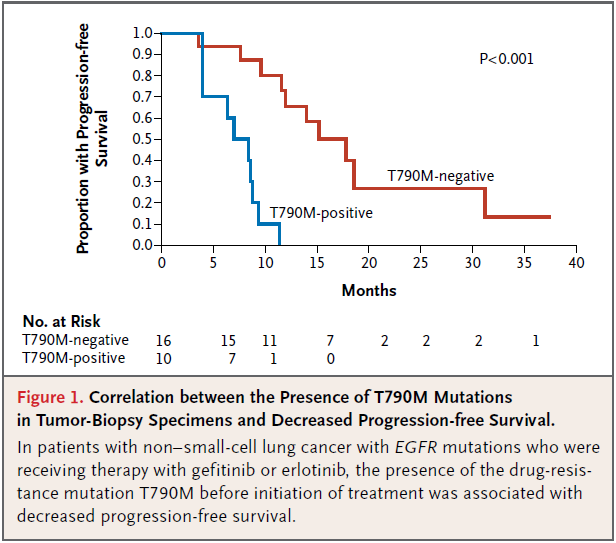 Proportion with Progression-free
Survival
1.0
0.9
0.8
0.7
0.6
0.5
0.4
0.3
0.2
0.1
0.0
P<0.001
T790M-negative
T790M-positive
0 5 10 15 20 25 30 35 40
Months
No. at Risk
T790M-negative 16 15 11 7 2 2 2 1
T790M-positive 10 7 1 0
Figure 1. Correlation between the Presence of T790M Mutations
in Tumor-Biopsy Specimens and Decreased Progression-free Survival.
In patients with non–small-cell lung cancer with EGFR mutations who were
receiving therapy with gefitinib or erlotinib, the presence of the drug-resis-
tance mutation T790M before initiation of treatment was associated with
decreased progression-free survival.